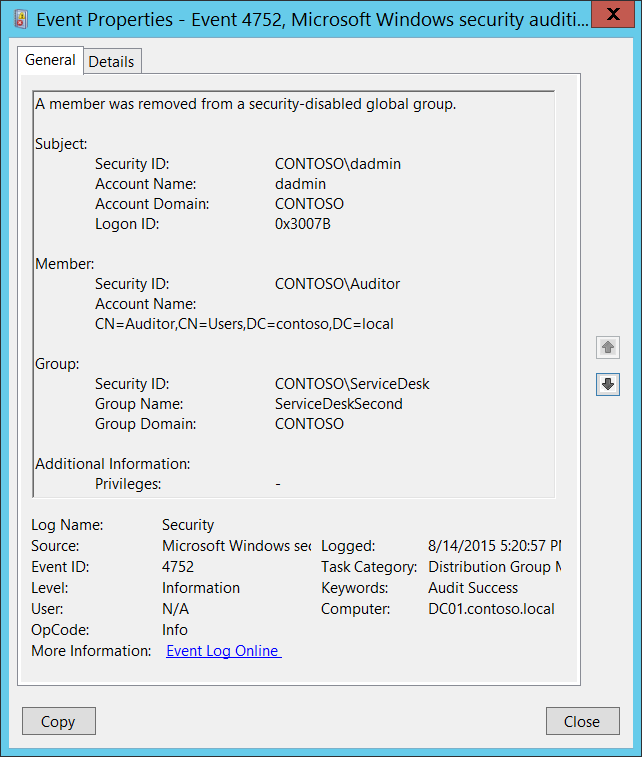 Event Properties - Event 4752, Microsoft Windows security auditi...
X
General Details
A member was removed from a security-disabled global group.
Subject:
Security ID: CONTOSO\dadmin
Account Name: dadmin
Account Domain: CONTOSO
Logon ID: 0x3007B
Member:
Security ID: CONTOSO\Auditor
Account Name:
CN=Auditor,CN=Users,DC=contoso,DC=local
Group:
Security ID: CONTOSO\ServiceDesk
Group Name: ServiceDeskSecond
Group Domain: CONTOSO
Additional Information:
Privileges: -
Log Name: Security
Source: Microsoft Windows sec Logged: 8/14/2015 5:20:57 PM
Event ID: 4752 Task Category: Distribution Group M
Level: Information Keywords: Audit Success
User: N/A Computer: DC01.contoso.local
OpCode: Info
More Information: Event Log Online
Copy Close